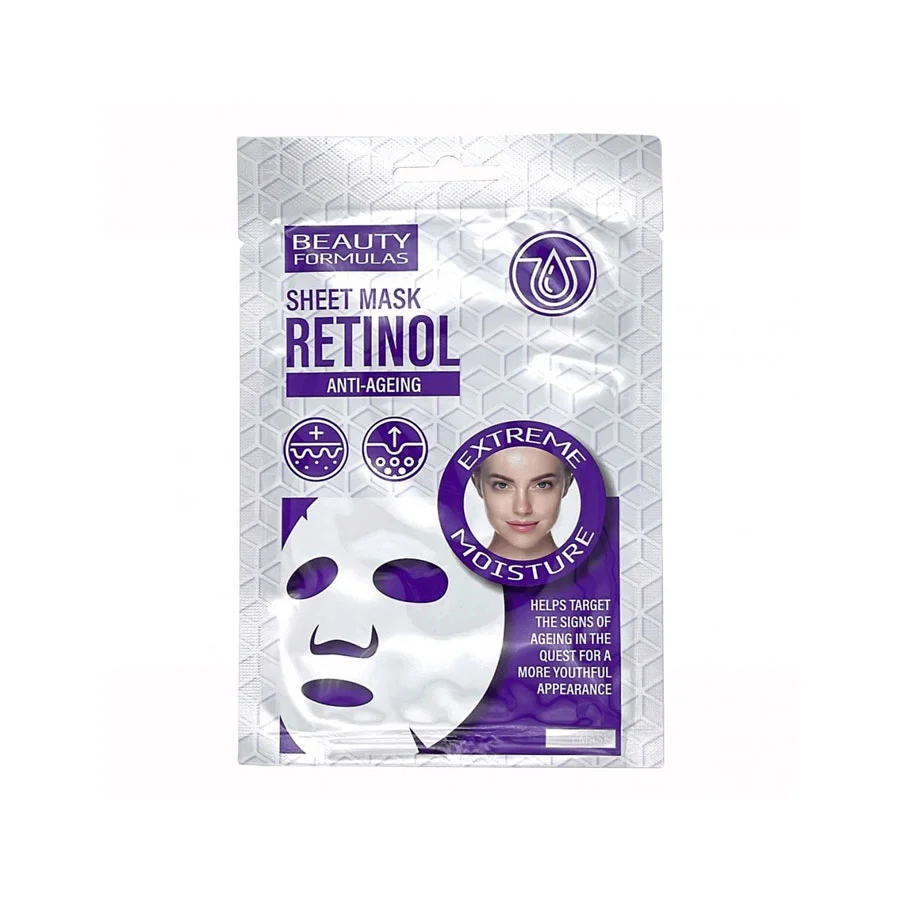 BEAUTY
FORMULAS
SHEET MASK
RETINOL
ANTI-AGEING
EXTREME
MOISTURE
HELPS TARGET
THE SIGNS OF
AGEING IN THE
QUEST FOR A
MORE YOUTHFUL
APPEARANCE